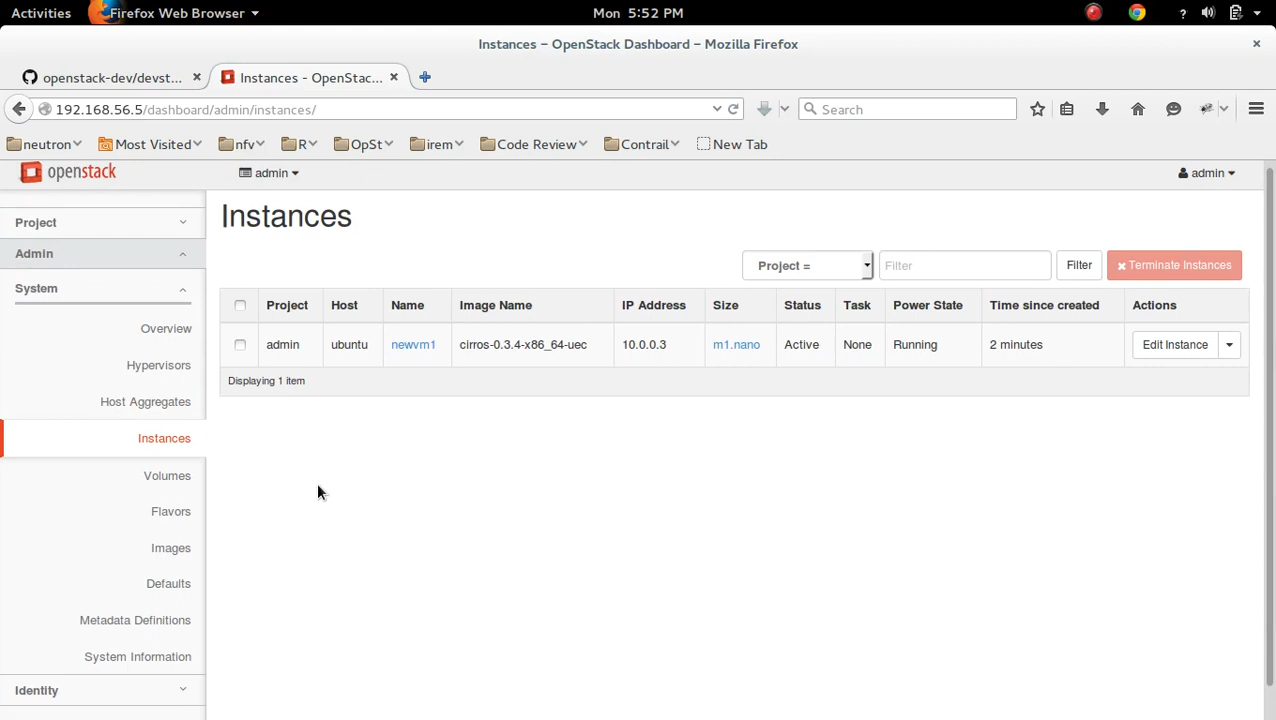 Activities Firefox Web Browser Mon 5:52 PM ?
Instances – OpenStack Dashboard – Mozilla Firefox ×
openstack-dev/devst... × Instances - OpenStac... ×
192.168.56.5/dashboard/admin/instances/ Search
neutron Most Visited nfv R OpSt irem Code Review Contrail New Tab
openstack admin admin
Project
Admin
System
Overview
Hypervisors
Host Aggregates
Instances
Volumes
Flavors
Images
Defaults
Metadata Definitions
System Information
Identity
Instances
Project = Filter Filter Terminate Instances
Project Host Name Image Name IP Address Size Status Task Power State Time since created Actions
admin ubuntu newvm1 cirros-0.3.4-x86_64-uec 10.0.0.3 m1.nano Active None Running 2 minutes Edit Instance
Displaying 1 item